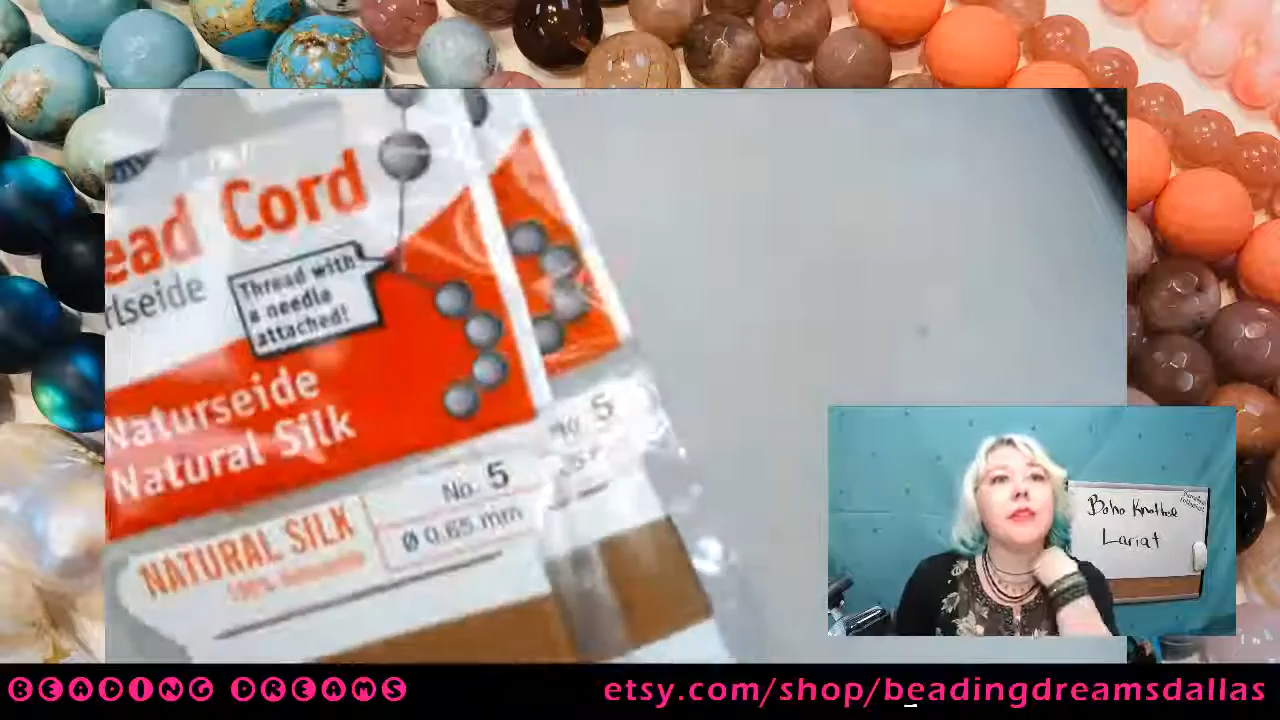 ead Cord
rlseide
Thread with
a needle
attached!
Naturseide
Natural Silk
No. 5
No. 5
NATURAL SILK
Ø 0.65 mm
Boho Knotted
Lariat
BEADING DREAMS
etsy.com/shop/beadingdreamsdallas